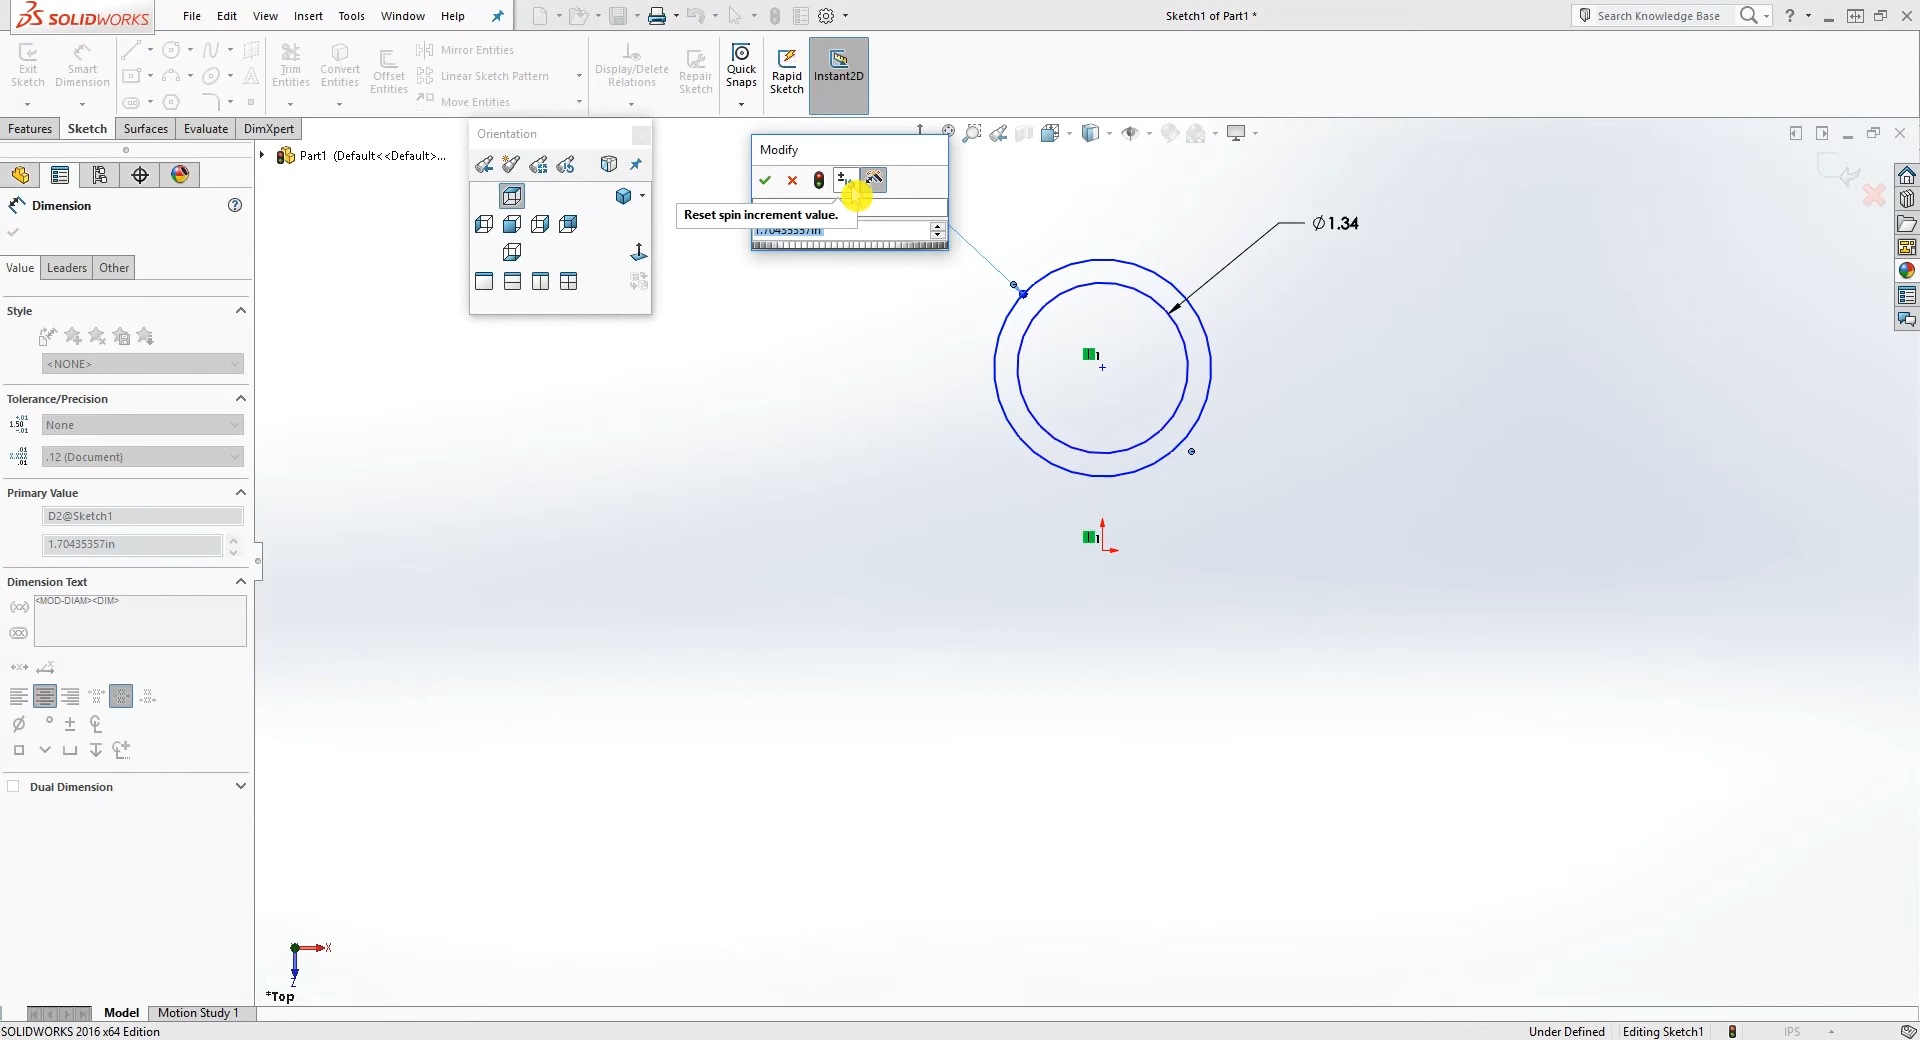 SOLIDWORKS
File Edit View Insert Tools Window Help
Sketch1 of Part1 *
Search Knowledge Base
Exit Sketch
Smart Dimension
Trim Entities
Convert Entities
Offset Entities
Mirror Entities
Linear Sketch Pattern
Move Entities
Display/Delete Relations
Repair Sketch
Quick Snaps
Rapid Sketch
Instant2D
Features Sketch Surfaces Evaluate DimXpert
Orientation
Modify
Part1 (Default<<Default>...
Reset spin increment value.
1.70435357in
Ø1.34
1
1
Dimension
Value Leaders Other
Style
<NONE>
Tolerance/Precision
None
.12 (Document)
Primary Value
D2@Sketch1
1.70435357in
Dimension Text
<MOD-DIAM><DIM>
Dual Dimension
X
Z
*Top
Model Motion Study 1
SOLIDWORKS 2016 x64 Edition
Under Defined Editing Sketch1 IPS